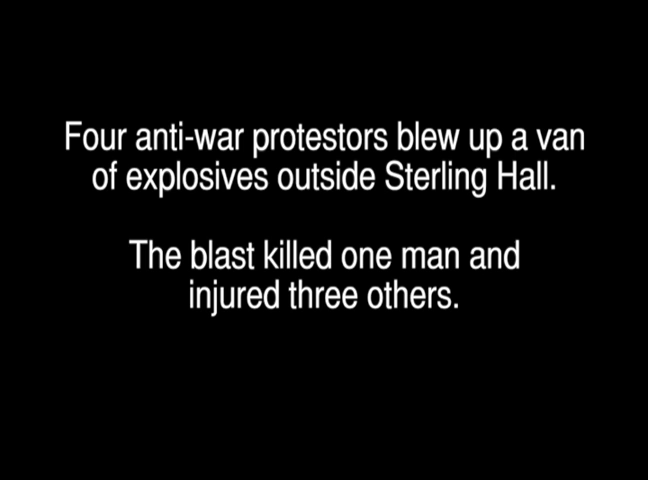 Four anti-war protestors blew up a van
of explosives outside Sterling Hall.
The blast killed one man and
injured three others.